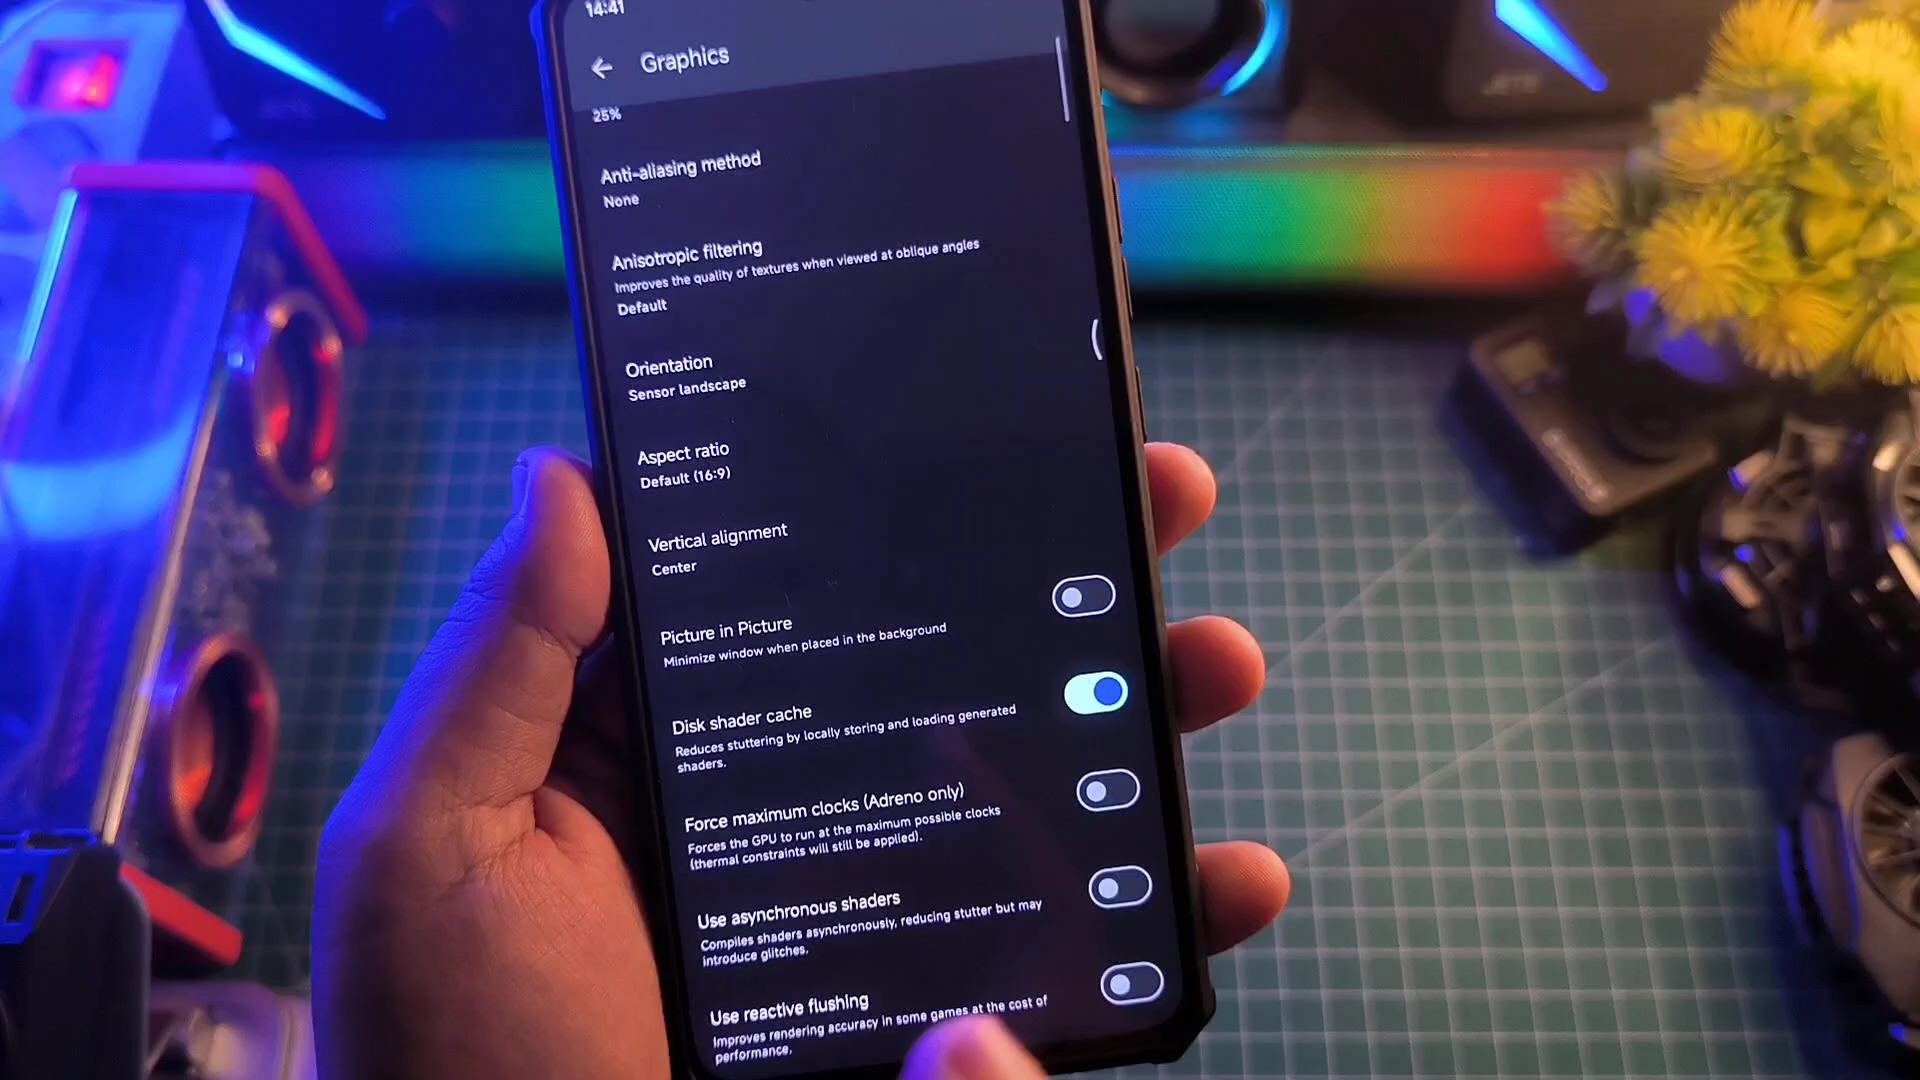 14:41
Graphics
25%
Anti-aliasing method
None
Anisotropic filtering
Improves the quality of textures when viewed at oblique angles
Default
Orientation
Sensor landscape
Aspect ratio
Default (16:9)
Vertical alignment
Center
Picture in Picture
Minimize window when placed in the background
Disk shader cache
Reduces stuttering by locally storing and loading generated
shaders.
Force maximum clocks (Adreno only)
Forces the GPU to run at the maximum possible clocks
(thermal constraints will still be applied).
Use asynchronous shaders
Compiles shaders asynchronously, reducing stutter but may
introduce glitches.
Use reactive flushing
Improves rendering accuracy in some games at the cost of
performance.
JETE